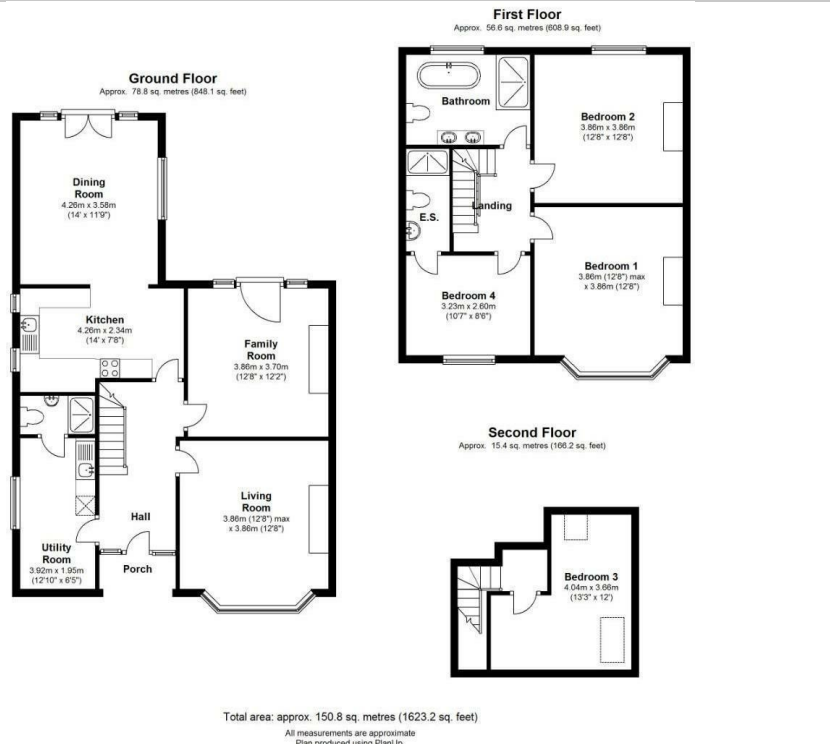 First Floor
Approx. 56.6 sq. metres (608.9 sq. feet)
Bathroom
Bedroom 2
3.86m x 3.86m
(12'8" x 12'8")
E.S.
Landing
Bedroom 1
3.86m (12'8") max
x 3.86m (12'8")
Bedroom 4
3.23m x 2.60m
(10'7" x 8'6")
Ground Floor
Approx. 78.8 sq. metres (848.1 sq. feet)
Dining
Room
4.26m x 3.58m
(14' x 11'9")
Kitchen
4.26m x 2.34m
(14' x 7'8")
Family
Room
3.86m x 3.70m
(12'8" x 12'2")
Living
Room
3.86m (12'8") max
x 3.86m (12'8")
Hall
Utility
Room
3.92m x 1.95m
(12'10" x 6'5")
Porch
Second Floor
Approx. 15.4 sq. metres (166.2 sq. feet)
Bedroom 3
4.04m x 3.66m
(13'3" x 12')
Total area: approx. 150.8 sq. metres (1623.2 sq. feet)
All measurements are approximate
Plan produced using PlanUp